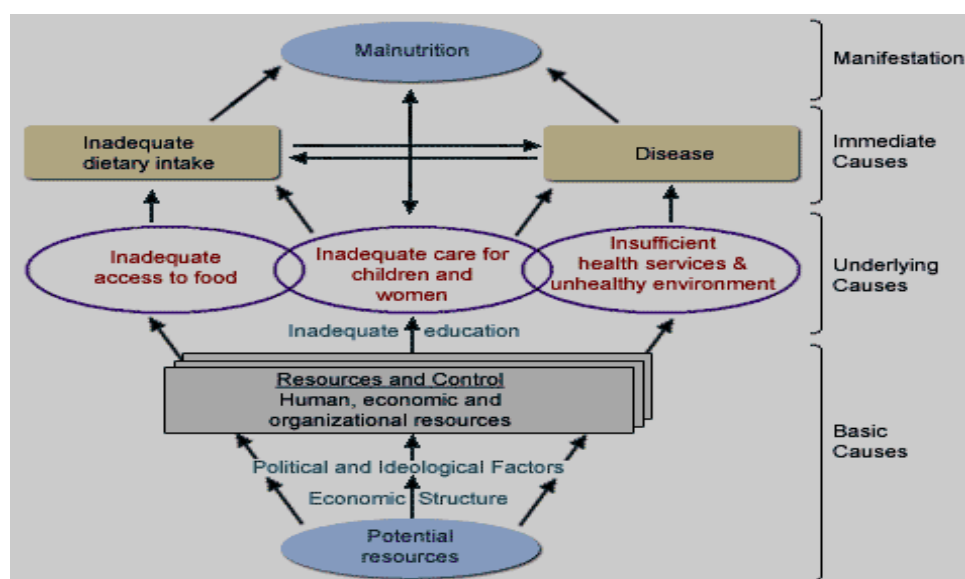 Malnutrition
Manifestation
Inadequate
dietary intake
Disease
Immediate
Causes
Inadequate
access to food
Inadequate care for
children and
women
Insufficient
health services &
unhealthy environment
Underlying
Causes
Inadequate education
Resources and Control
Human, economic and
organizational resources
Political and Ideological Factors
Economic Structure
Basic
Causes
Potential
resources